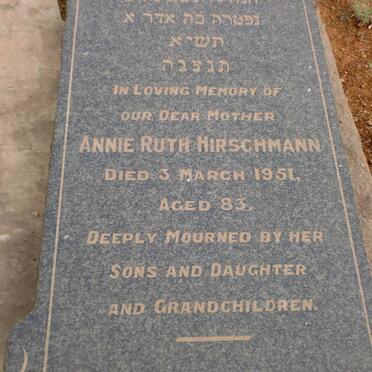 נפטרה כה אדר א
תשי״א
תנצבה
IN LOVING MEMORY OF
OUR DEAR MOTHER
ANNIE RUTH HIRSCHMANN
DIED 3 MARCH 1951.
AGED 83.
DEEPLY MOURNED BY HER
SONS AND DAUGHTER
AND GRANDCHILDREN.